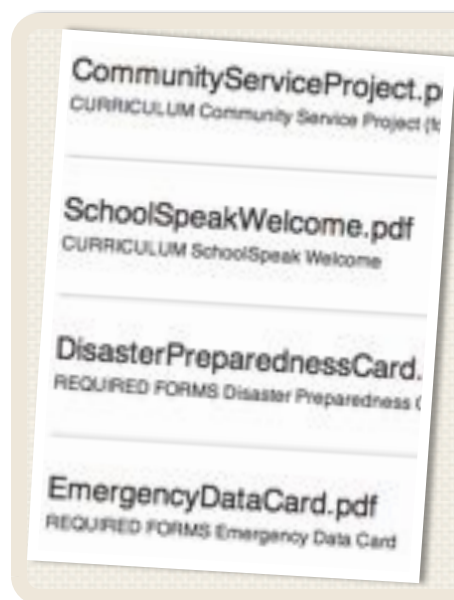 CommunityServiceProject.p
CURRICULUM Community Service Project (fo
SchoolSpeakWelcome.pdf
CURRICULUM SchoolSpeak Welcome
DisasterPreparednessCard.
REQUIRED FORMS Disaster Preparedness C
EmergencyDataCard.pdf
REQUIRED FORMS Emergency Data Card